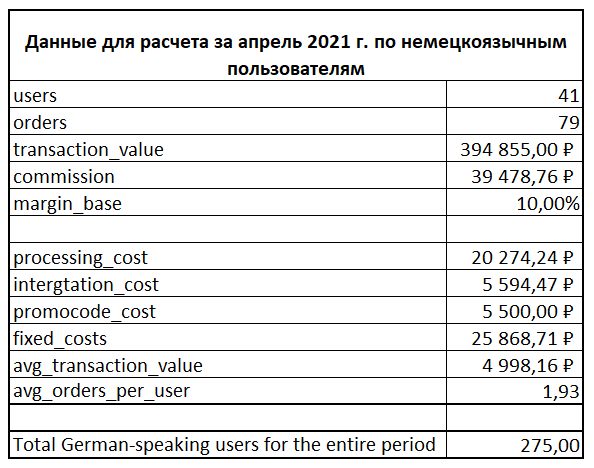 Данные для расчета за апрель 2021 г. по немецкоязычным
пользователям
users 41
orders 79
transaction_value 394 855,00 ₽
commission 39 478,76 ₽
margin_base 10,00%
processing_cost 20 274,24 ₽
intergtation_cost 5 594,47 ₽
promocode_cost 5 500,00 ₽
fixed_costs 25 868,71 ₽
avg_transaction_value 4 998,16 ₽
avg_orders_per_user 1,93
Total German-speaking users for the entire period 275,00